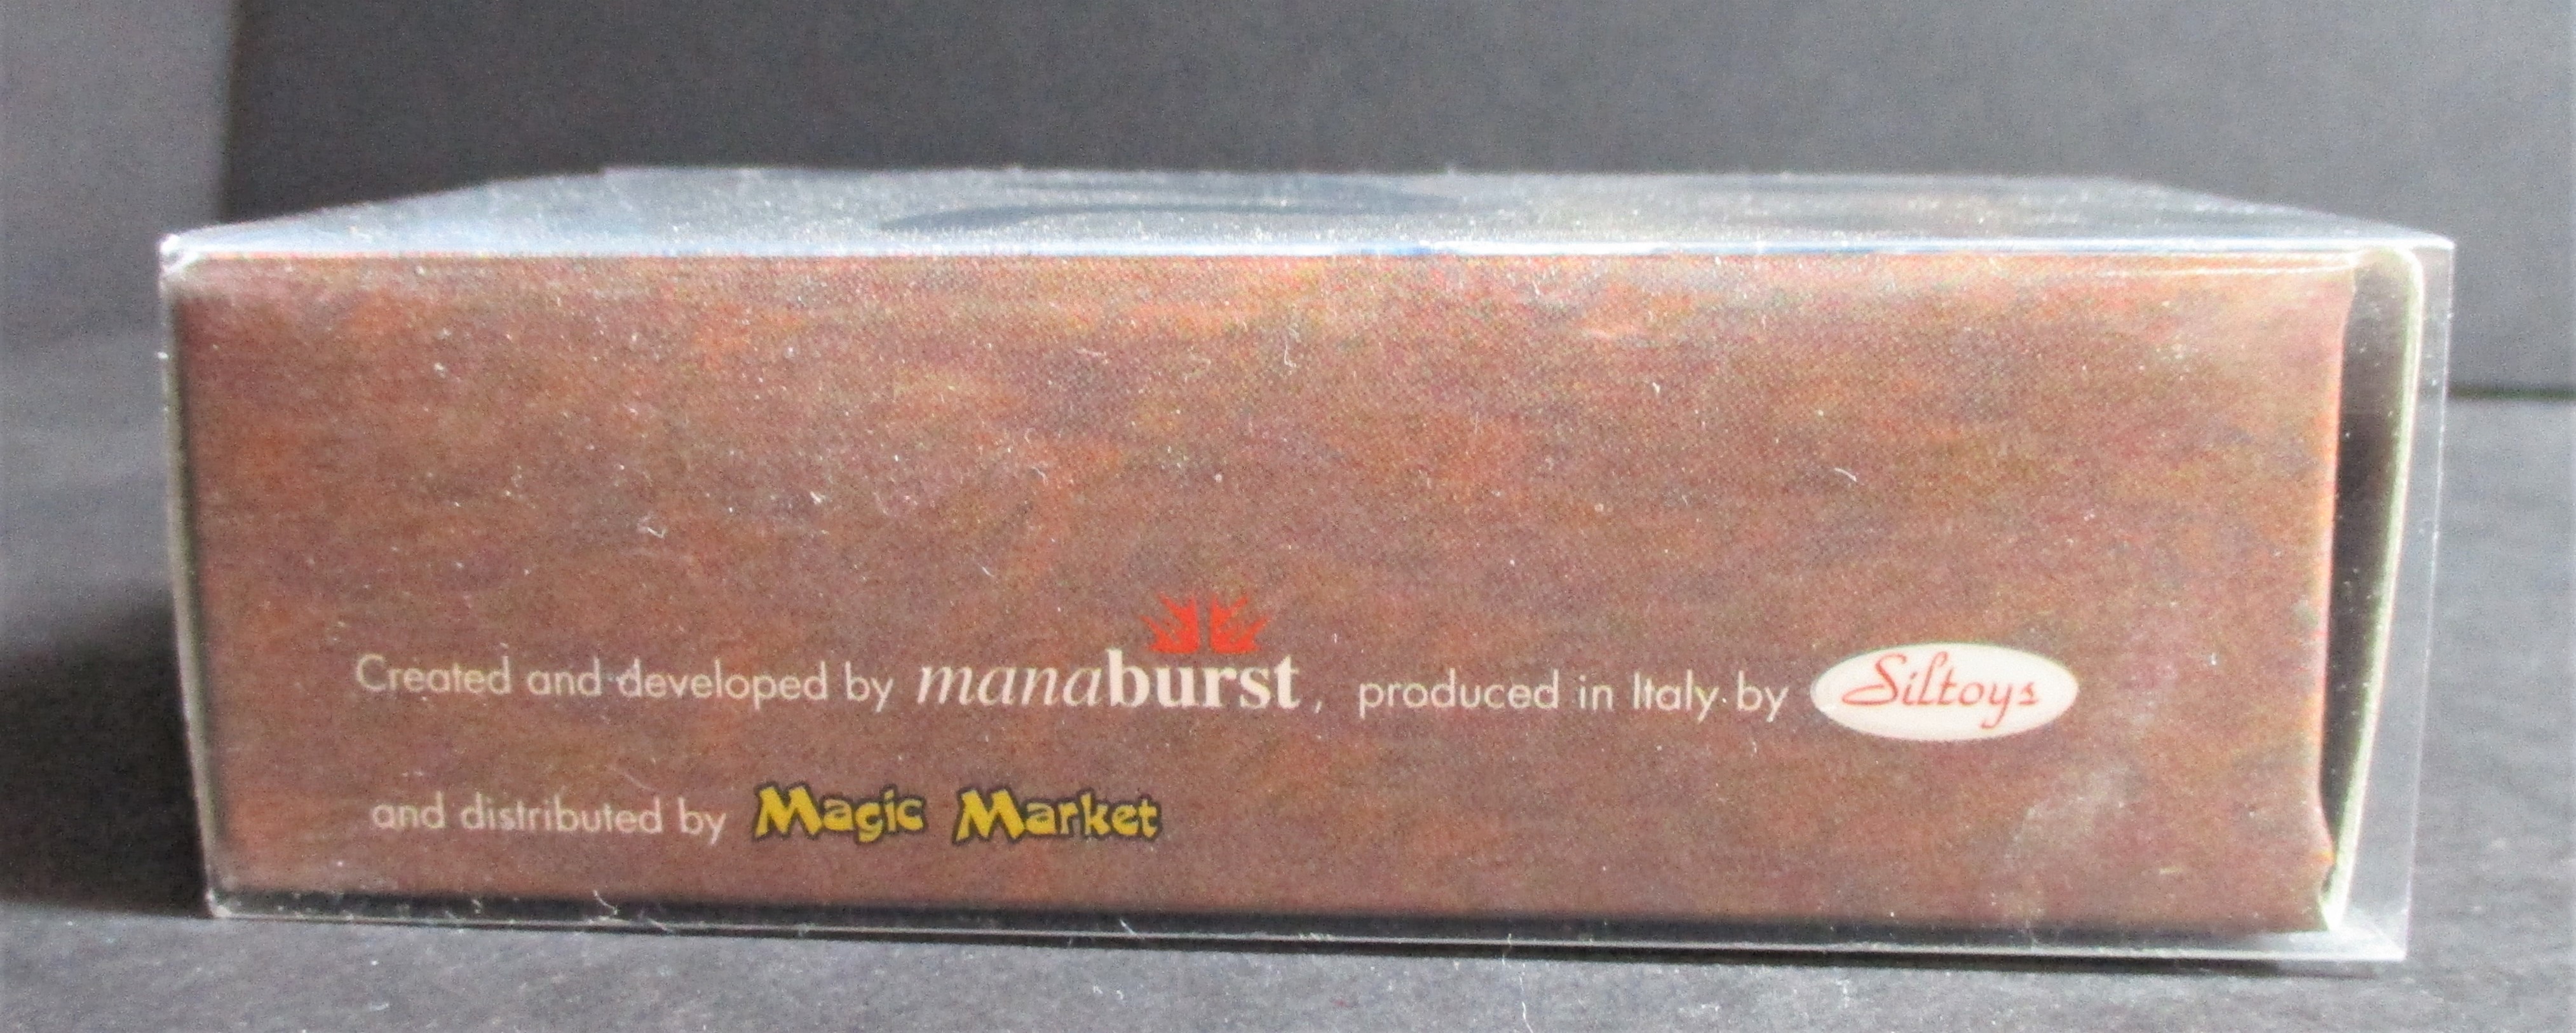 Created and developed by manaburst, produced in Italy by Siltoys
and distributed by Magic Market